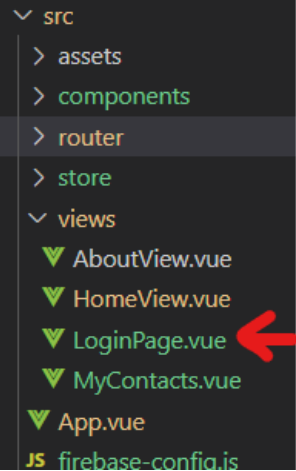 src
assets
components
router
store
views
AboutView.vue
HomeView.vue
LoginPage.vue
MyContacts.vue
App.vue
JS firebase-config.js